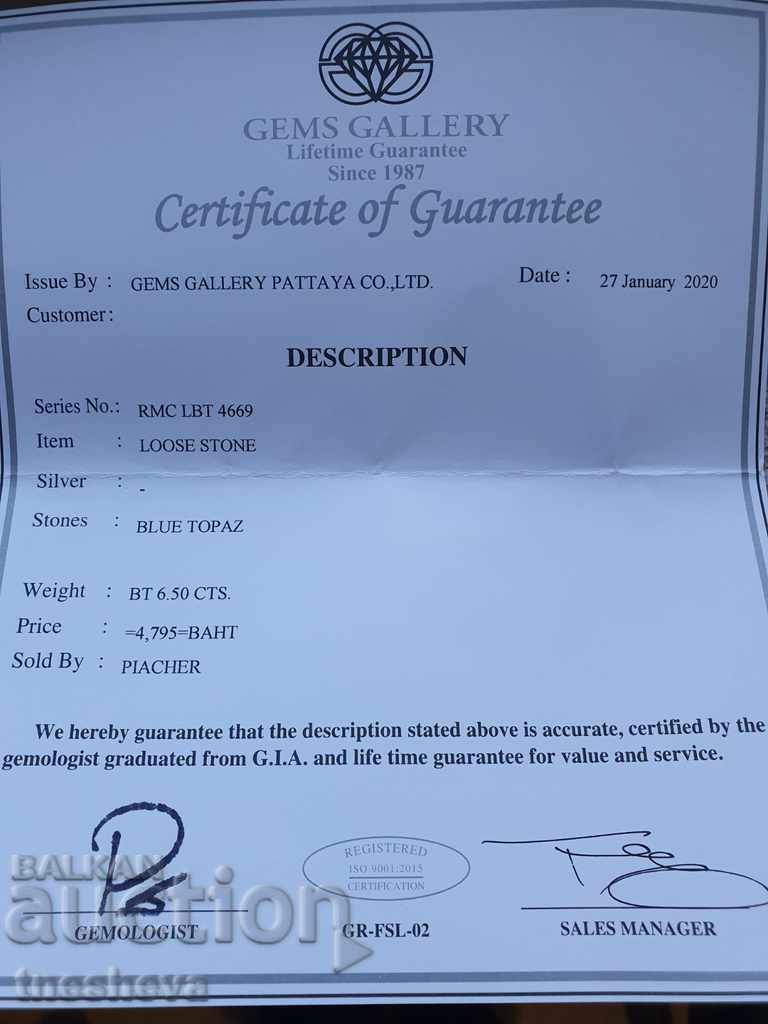 GEMS GALLERY
Lifetime Guarantee
Since 1987
Certificate of Guarantee
Issue By : GEMS GALLERY PATTAYA CO.,LTD. Date : 27 January 2020
Customer:
DESCRIPTION
Series No.: RMC LBT 4669
Item : LOOSE STONE
Silver : -
Stones : BLUE TOPAZ
Weight : BT 6.50 CTS.
Price : =4,795=BAHT
Sold By : PIACHER
We hereby guarantee that the description stated above is accurate, certified by the
gemologist graduated from G.I.A. and life time guarantee for value and service.
REGISTERED
ISO 9001:2015
CERTIFICATION
GEMOLOGIST GR-FSL-02 SALES MANAGER
BALKAN
auction
tnesheva